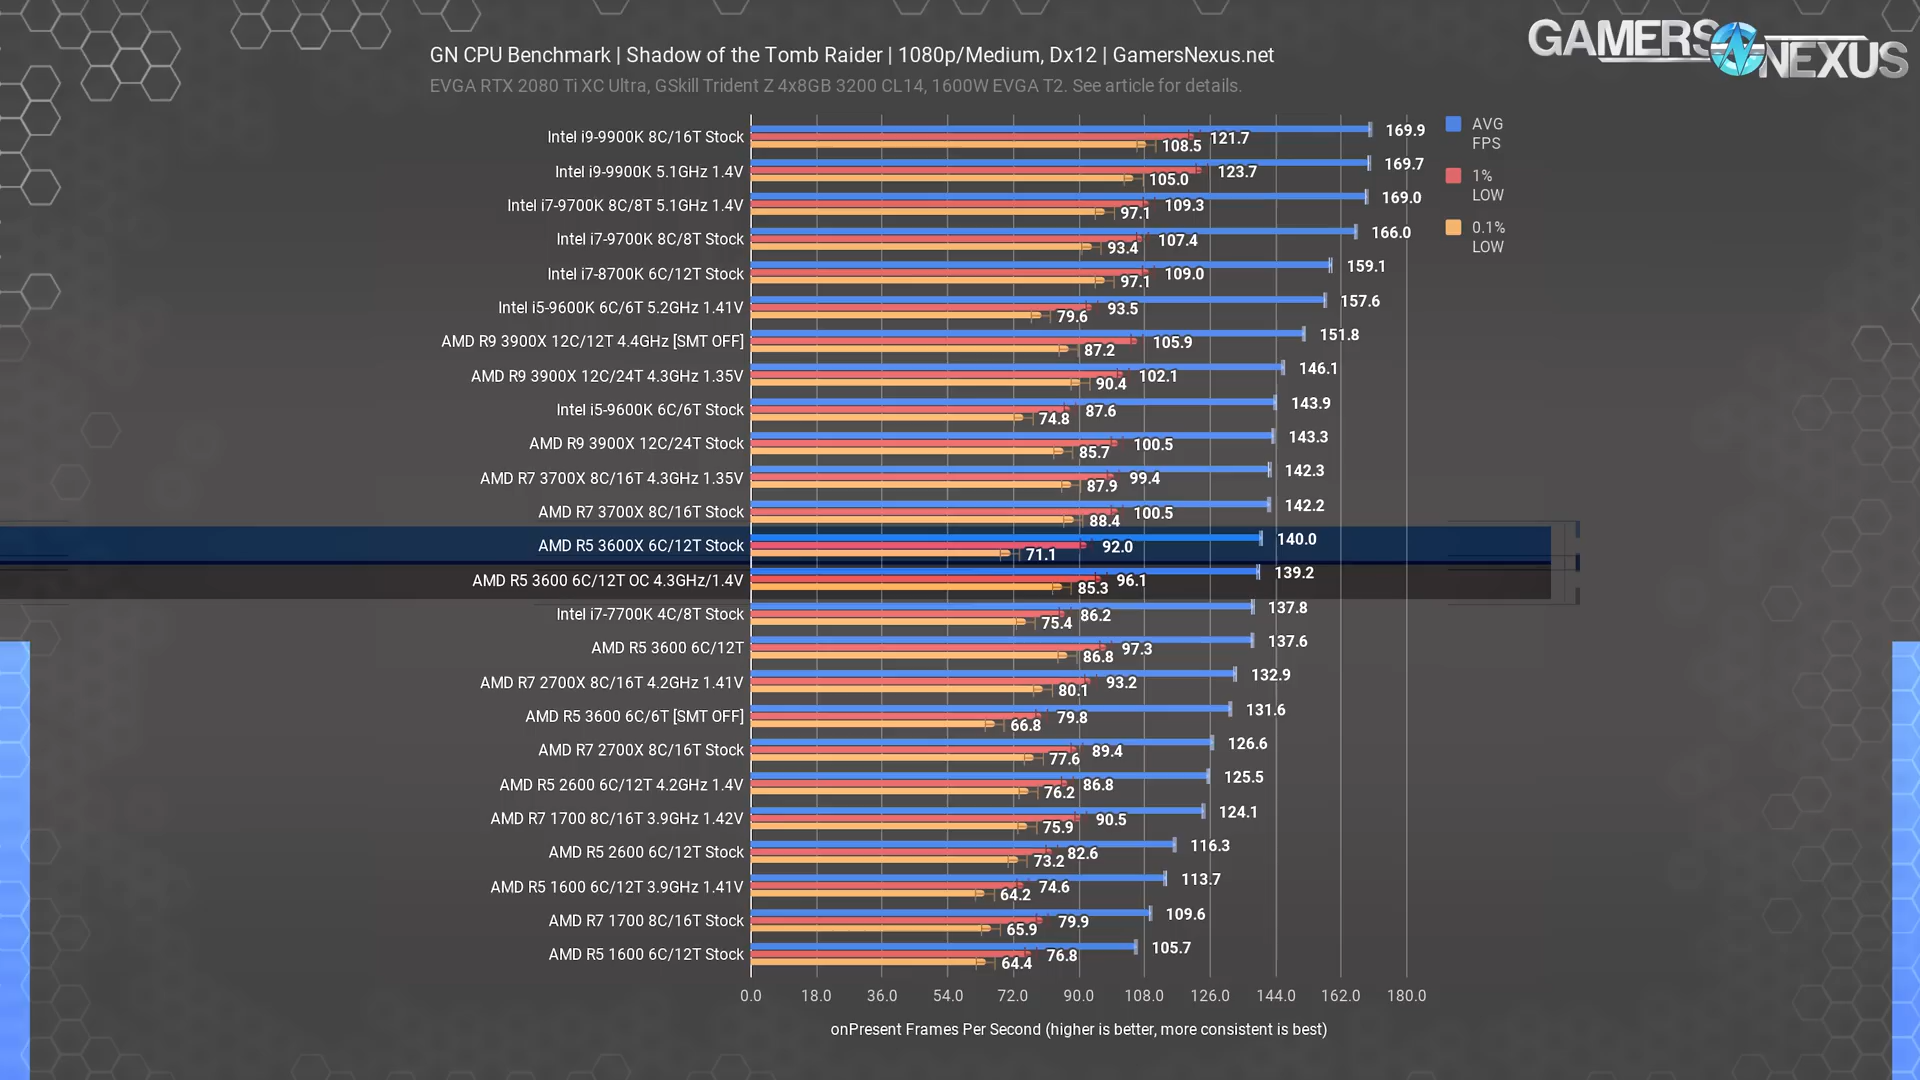 GAMERS NEXUS
GN CPU Benchmark | Shadow of the Tomb Raider | 1080p/Medium, Dx12 | GamersNexus.net
EVGA RTX 2080 Ti XC Ultra, GSkill Trident Z 4x8GB 3200 CL14, 1600W EVGA T2. See article for details.
AVG
FPS
1%
LOW
0.1%
LOW
Intel i9-9900K 8C/16T Stock 169.9 121.7 108.5
Intel i9-9900K 5.1GHz 1.4V 169.7 123.7 105.0
Intel i7-9700K 8C/8T 5.1GHz 1.4V 169.0 109.3 97.1
Intel i7-9700K 8C/8T Stock 166.0 107.4 93.4
Intel i7-8700K 6C/12T Stock 159.1 109.0 97.1
Intel i5-9600K 6C/6T 5.2GHz 1.41V 157.6 93.5 79.6
AMD R9 3900X 12C/12T 4.4GHz [SMT OFF] 151.8 105.9 87.2
AMD R9 3900X 12C/24T 4.3GHz 1.35V 146.1 102.1 90.4
Intel i5-9600K 6C/6T Stock 143.9 87.6 74.8
AMD R9 3900X 12C/24T Stock 143.3 100.5 85.7
AMD R7 3700X 8C/16T 4.3GHz 1.35V 142.3 99.4 87.9
AMD R7 3700X 8C/16T Stock 142.2 100.5 88.4
AMD R5 3600X 6C/12T Stock 140.0 92.0 71.1
AMD R5 3600 6C/12T OC 4.3GHz/1.4V 139.2 96.1 85.3
Intel i7-7700K 4C/8T Stock 137.8 86.2 75.4
AMD R5 3600 6C/12T 137.6 97.3 86.8
AMD R7 2700X 8C/16T 4.2GHz 1.41V 132.9 93.2 80.1
AMD R5 3600 6C/6T [SMT OFF] 131.6 79.8 66.8
AMD R7 2700X 8C/16T Stock 126.6 89.4 77.6
AMD R5 2600 6C/12T 4.2GHz 1.4V 125.5 86.8 76.2
AMD R7 1700 8C/16T 3.9GHz 1.42V 124.1 90.5 75.9
AMD R5 2600 6C/12T Stock 116.3 82.6 73.2
AMD R5 1600 6C/12T 3.9GHz 1.41V 113.7 74.6 64.2
AMD R7 1700 8C/16T Stock 109.6 79.9 65.9
AMD R5 1600 6C/12T Stock 105.7 76.8 64.4
0.0 18.0 36.0 54.0 72.0 90.0 108.0 126.0 144.0 162.0 180.0
onPresent Frames Per Second (higher is better, more consistent is best)